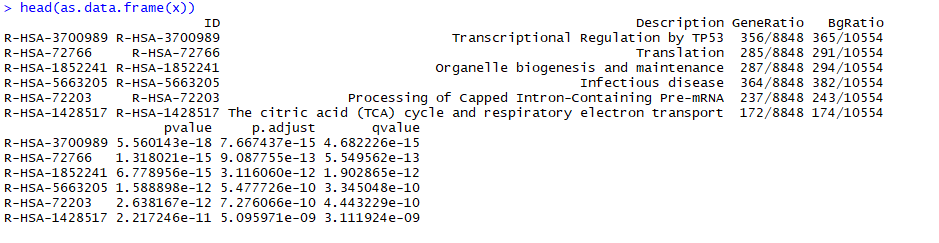 > head(as.data.frame(x))
ID Description GeneRatio BgRatio
R-HSA-3700989 R-HSA-3700989 Transcriptional Regulation by TP53 356/8848 365/10554
R-HSA-72766 R-HSA-72766 Translation 285/8848 291/10554
R-HSA-1852241 R-HSA-1852241 Organelle biogenesis and maintenance 287/8848 294/10554
R-HSA-5663205 R-HSA-5663205 Infectious disease 364/8848 382/10554
R-HSA-72203 R-HSA-72203 Processing of Capped Intron-Containing Pre-mRNA 237/8848 243/10554
R-HSA-1428517 R-HSA-1428517 The citric acid (TCA) cycle and respiratory electron transport 172/8848 174/10554
pvalue p.adjust qvalue
R-HSA-3700989 5.560143e-18 7.667437e-15 4.682226e-15
R-HSA-72766 1.318021e-15 9.087755e-13 5.549562e-13
R-HSA-1852241 6.778956e-15 3.116060e-12 1.902865e-12
R-HSA-5663205 1.588898e-12 5.477726e-10 3.345048e-10
R-HSA-72203 2.638167e-12 7.276066e-10 4.443229e-10
R-HSA-1428517 2.217246e-11 5.095971e-09 3.111924e-09